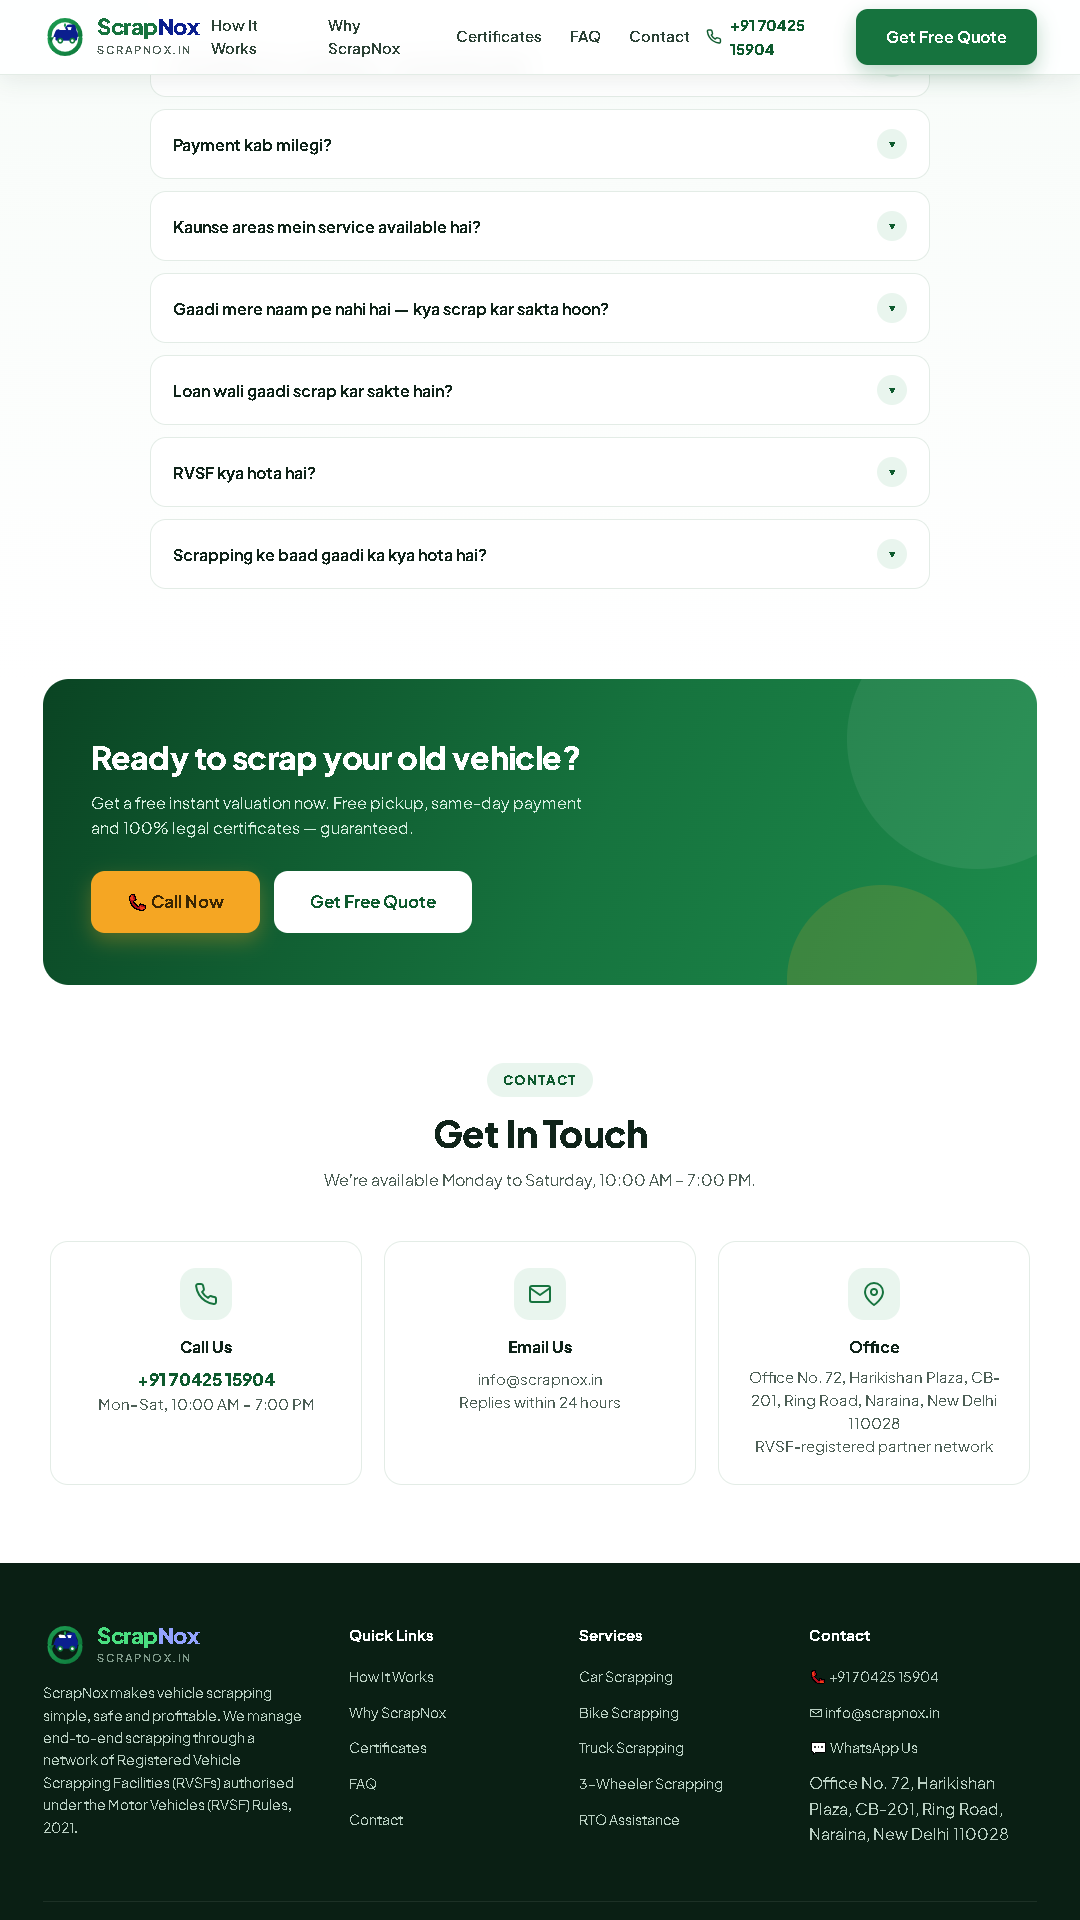 ScrapNox
SCRAPNOX.IN
How It Works
Why ScrapNox
Certificates
FAQ
Contact
+91 70425 15904
Get Free Quote
Payment kab milegi?
Kaunse areas mein service available hai?
Gaadi mere naam pe nahi hai — kya scrap kar sakta hoon?
Loan wali gaadi scrap kar sakte hain?
RVSF kya hota hai?
Scrapping ke baad gaadi ka kya hota hai?
Ready to scrap your old vehicle?
Get a free instant valuation now. Free pickup, same-day payment
and 100% legal certificates — guaranteed.
📞 Call Now
Get Free Quote
CONTACT
Get In Touch
We're available Monday to Saturday, 10:00 AM – 7:00 PM.
Call Us
+91 70425 15904
Mon–Sat, 10:00 AM – 7:00 PM
Email Us
info@scrapnox.in
Replies within 24 hours
Office
Office No. 72, Harikishan Plaza, CB-
201, Ring Road, Naraina, New Delhi
110028
RVSF-registered partner network
ScrapNox
SCRAPNOX.IN
ScrapNox makes vehicle scrapping
simple, safe and profitable. We manage
end-to-end scrapping through a
network of Registered Vehicle
Scrapping Facilities (RVSFs) authorised
under the Motor Vehicles (RVSF) Rules,
2021.
Quick Links
How It Works
Why ScrapNox
Certificates
FAQ
Contact
Services
Car Scrapping
Bike Scrapping
Truck Scrapping
3-Wheeler Scrapping
RTO Assistance
Contact
📞 +91 70425 15904
✉ info@scrapnox.in
💬 WhatsApp Us
Office No. 72, Harikishan
Plaza, CB-201, Ring Road,
Naraina, New Delhi 110028